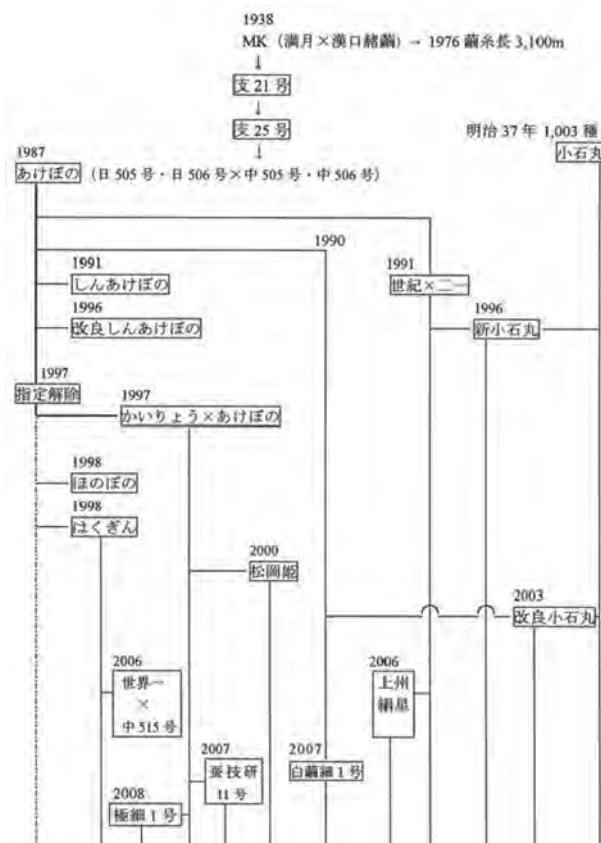 1938
MK（満月×漢口赭繭）→ 1976 繭糸長 3,100m
↓
支 21 号
↓
支 25 号
↓
明治 37 年 1,003 種
小石丸
1987
あけぼの（日 505 号・日 506 号×中 505 号・中 506 号）
1990
1991
しんあけぼの
1991
世紀×二一
1996
改良しんあけぼの
1996
新小石丸
1997
指定解除
1997
かいりょう×あけぼの
1998
ほのぼの
1998
はくぎん
2000
松岡姫
2003
改良小石丸
2006
世界一
×
中 515 号
2006
上州
絹星
2007
蚕技研
11 号
2007
白繭細 1 号
2008
極細 1 号